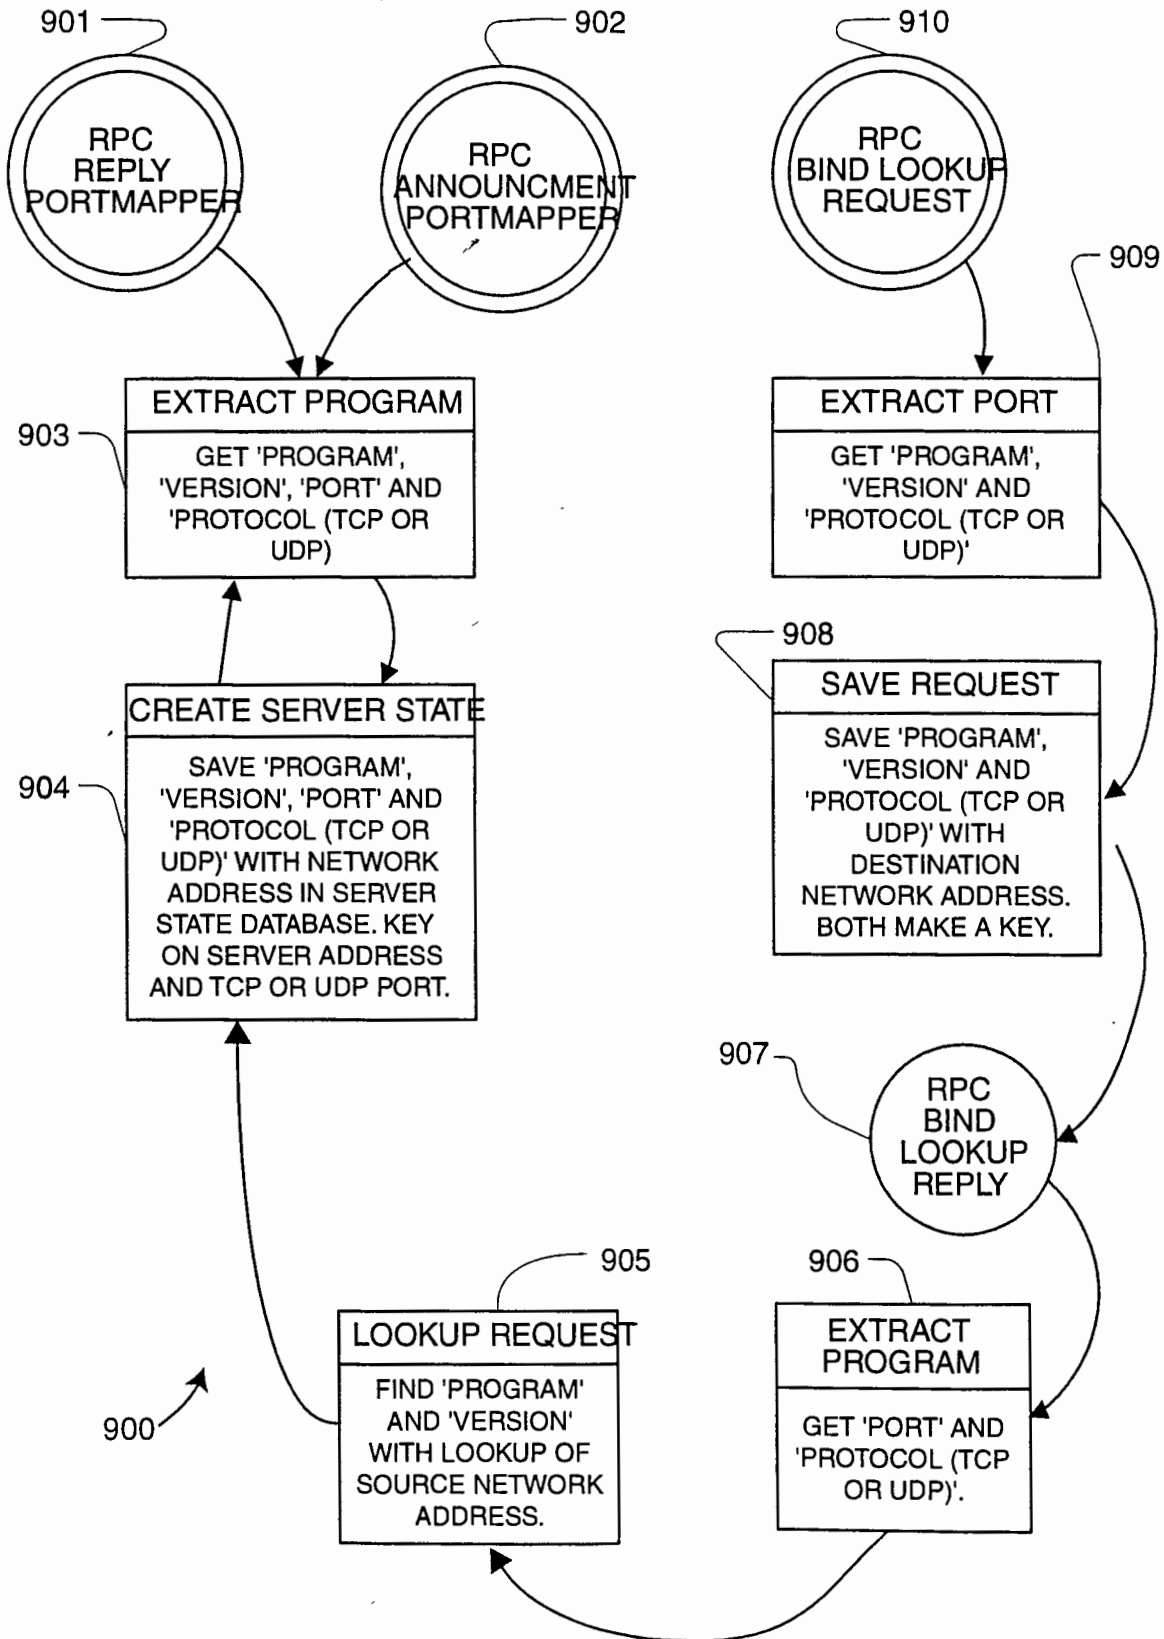 901
902
910
RPC
REPLY
PORTMAPPER
RPC
ANNOUNCMENT
PORTMAPPER
RPC
BIND LOOKUP
REQUEST
909
903
EXTRACT PROGRAM
GET 'PROGRAM',
'VERSION', 'PORT' AND
'PROTOCOL (TCP OR
UDP)
EXTRACT PORT
GET 'PROGRAM',
'VERSION' AND
'PROTOCOL (TCP OR
UDP)'
908
SAVE REQUEST
SAVE 'PROGRAM',
'VERSION' AND
'PROTOCOL (TCP OR
UDP)' WITH
DESTINATION
NETWORK ADDRESS.
BOTH MAKE A KEY.
904
CREATE SERVER STATE
SAVE 'PROGRAM',
'VERSION', 'PORT' AND
'PROTOCOL (TCP OR
UDP)' WITH NETWORK
ADDRESS IN SERVER
STATE DATABASE. KEY
ON SERVER ADDRESS
AND TCP OR UDP PORT.
907
RPC
BIND
LOOKUP
REPLY
905
LOOKUP REQUEST
FIND 'PROGRAM'
AND 'VERSION'
WITH LOOKUP OF
SOURCE NETWORK
ADDRESS.
906
EXTRACT
PROGRAM
GET 'PORT' AND
'PROTOCOL (TCP
OR UDP)'.
900